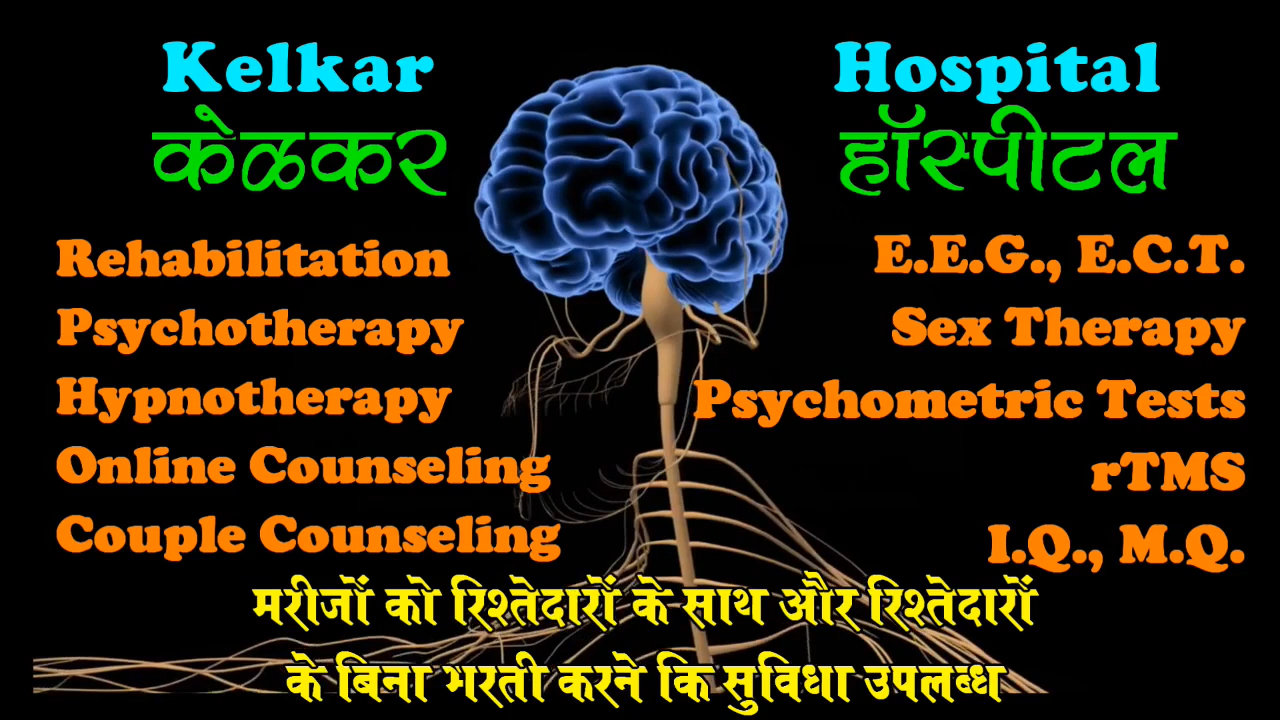 Kelkar Hospital
केळकर हॉस्पीटल
Rehabilitation
Psychotherapy
Hypnotherapy
Online Counseling
Couple Counseling
E.E.G., E.C.T.
Sex Therapy
Psychometric Tests
rTMS
I.Q., M.Q.
मरीजों को रिश्तेदारों के साथ और रिश्तेदारों
के बिना भरती करने कि सुविधा उपलब्ध